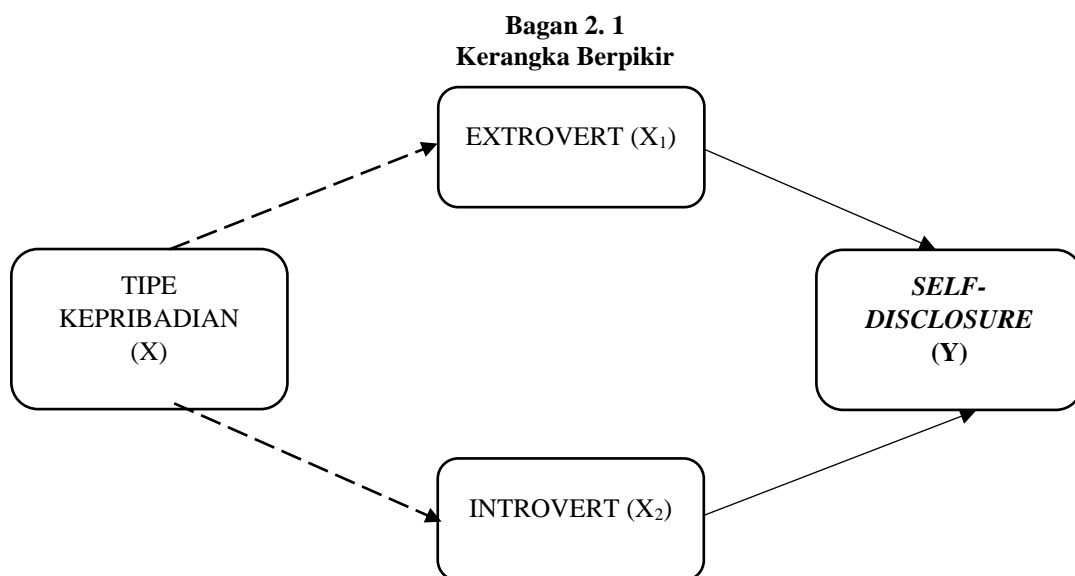 Bagan 2. 1
Kerangka Berpikir
EXTROVERT (X₁)
TIPE
KEPRIBADIAN
(X)
SELF-
DISCLOSURE
(Y)
INTROVERT (X₂)